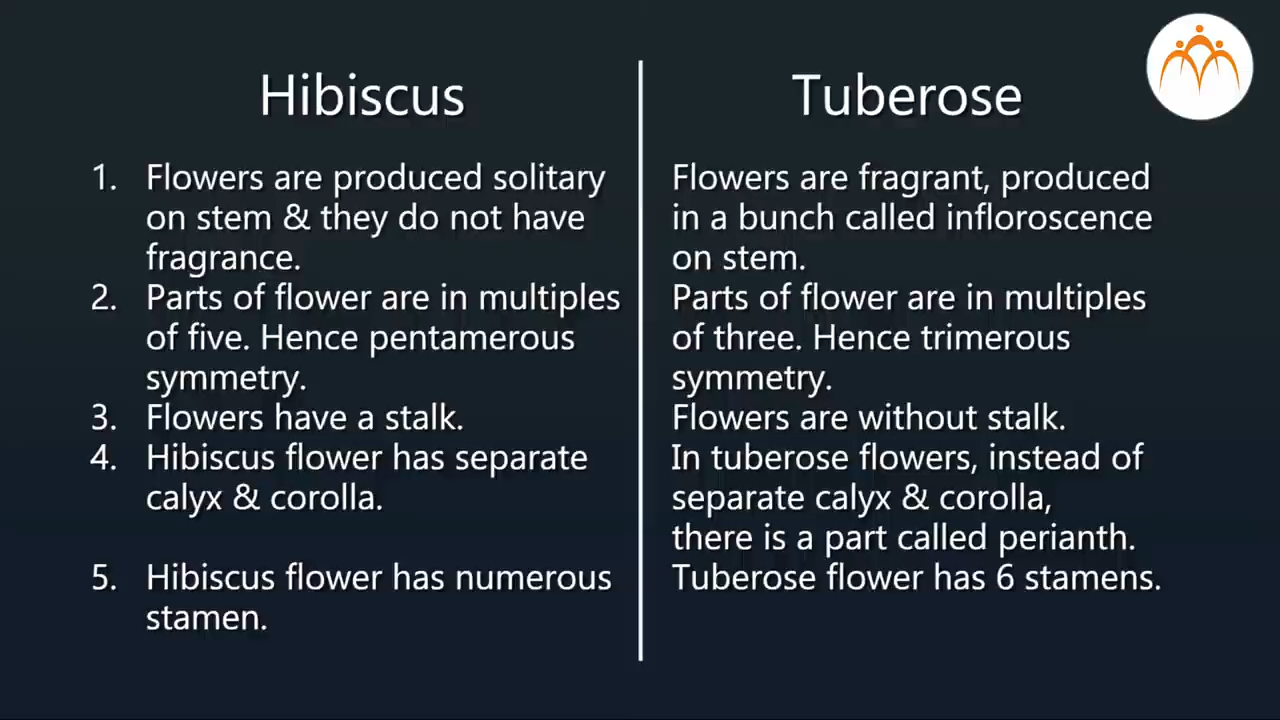 Hibiscus
1. Flowers are produced solitary
on stem & they do not have
fragrance.
2. Parts of flower are in multiples
of five. Hence pentamerous
symmetry.
3. Flowers have a stalk.
4. Hibiscus flower has separate
calyx & corolla.
5. Hibiscus flower has numerous
stamen.
Tuberose
Flowers are fragrant, produced
in a bunch called infloroscence
on stem.
Parts of flower are in multiples
of three. Hence trimerous
symmetry.
Flowers are without stalk.
In tuberose flowers, instead of
separate calyx & corolla,
there is a part called perianth.
Tuberose flower has 6 stamens.